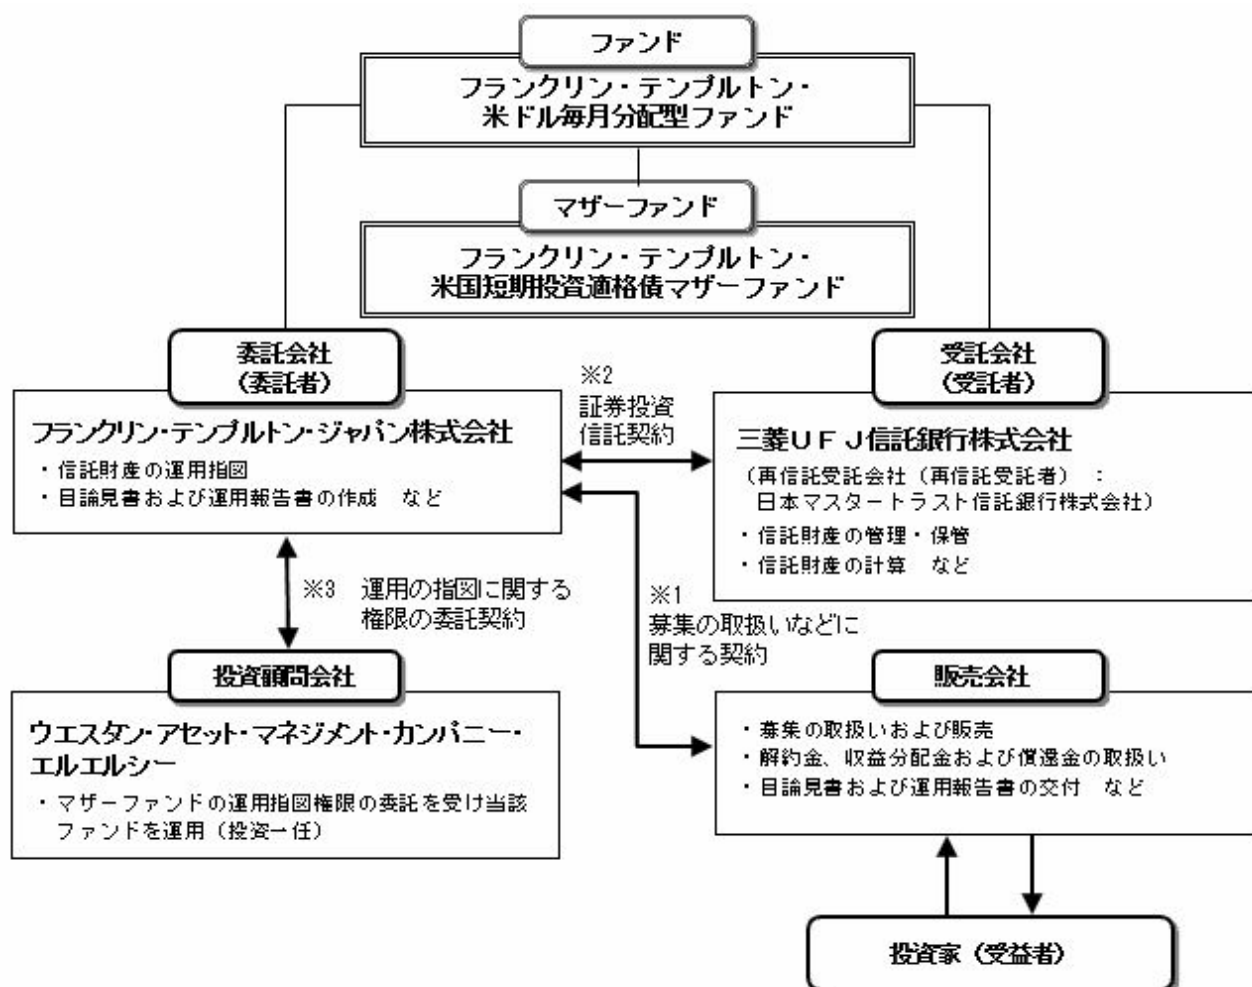 ファンド
フランクリン・テンプルトン・
米ドル毎月分配型ファンド
マザーファンド
フランクリン・テンプルトン・
米国短期投資適格債マザーファンド
委託会社
（委託者）
フランクリン・テンプルトン・ジャパン株式会社
・信託財産の運用指図
・目論見書および運用報告書の作成　など
※2
証券投資
信託契約
受託会社
（受託者）
三菱ＵＦＪ信託銀行株式会社
（再信託受託会社（再信託受託者）：
日本マスタートラスト信託銀行株式会社）
・信託財産の管理・保管
・信託財産の計算　など
※3　運用の指図に関する
権限の委託契約
※1
募集の取扱いなどに
関する契約
投資顧問会社
ウエスタン・アセット・マネジメント・カンパニー・
エルエルシー
・マザーファンドの運用指図権限の委託を受け当該
ファンドを運用（投資一任）
販売会社
・募集の取扱いおよび販売
・解約金、収益分配金および償還金の取扱い
・目論見書および運用報告書の交付　など
投資家（受益者）